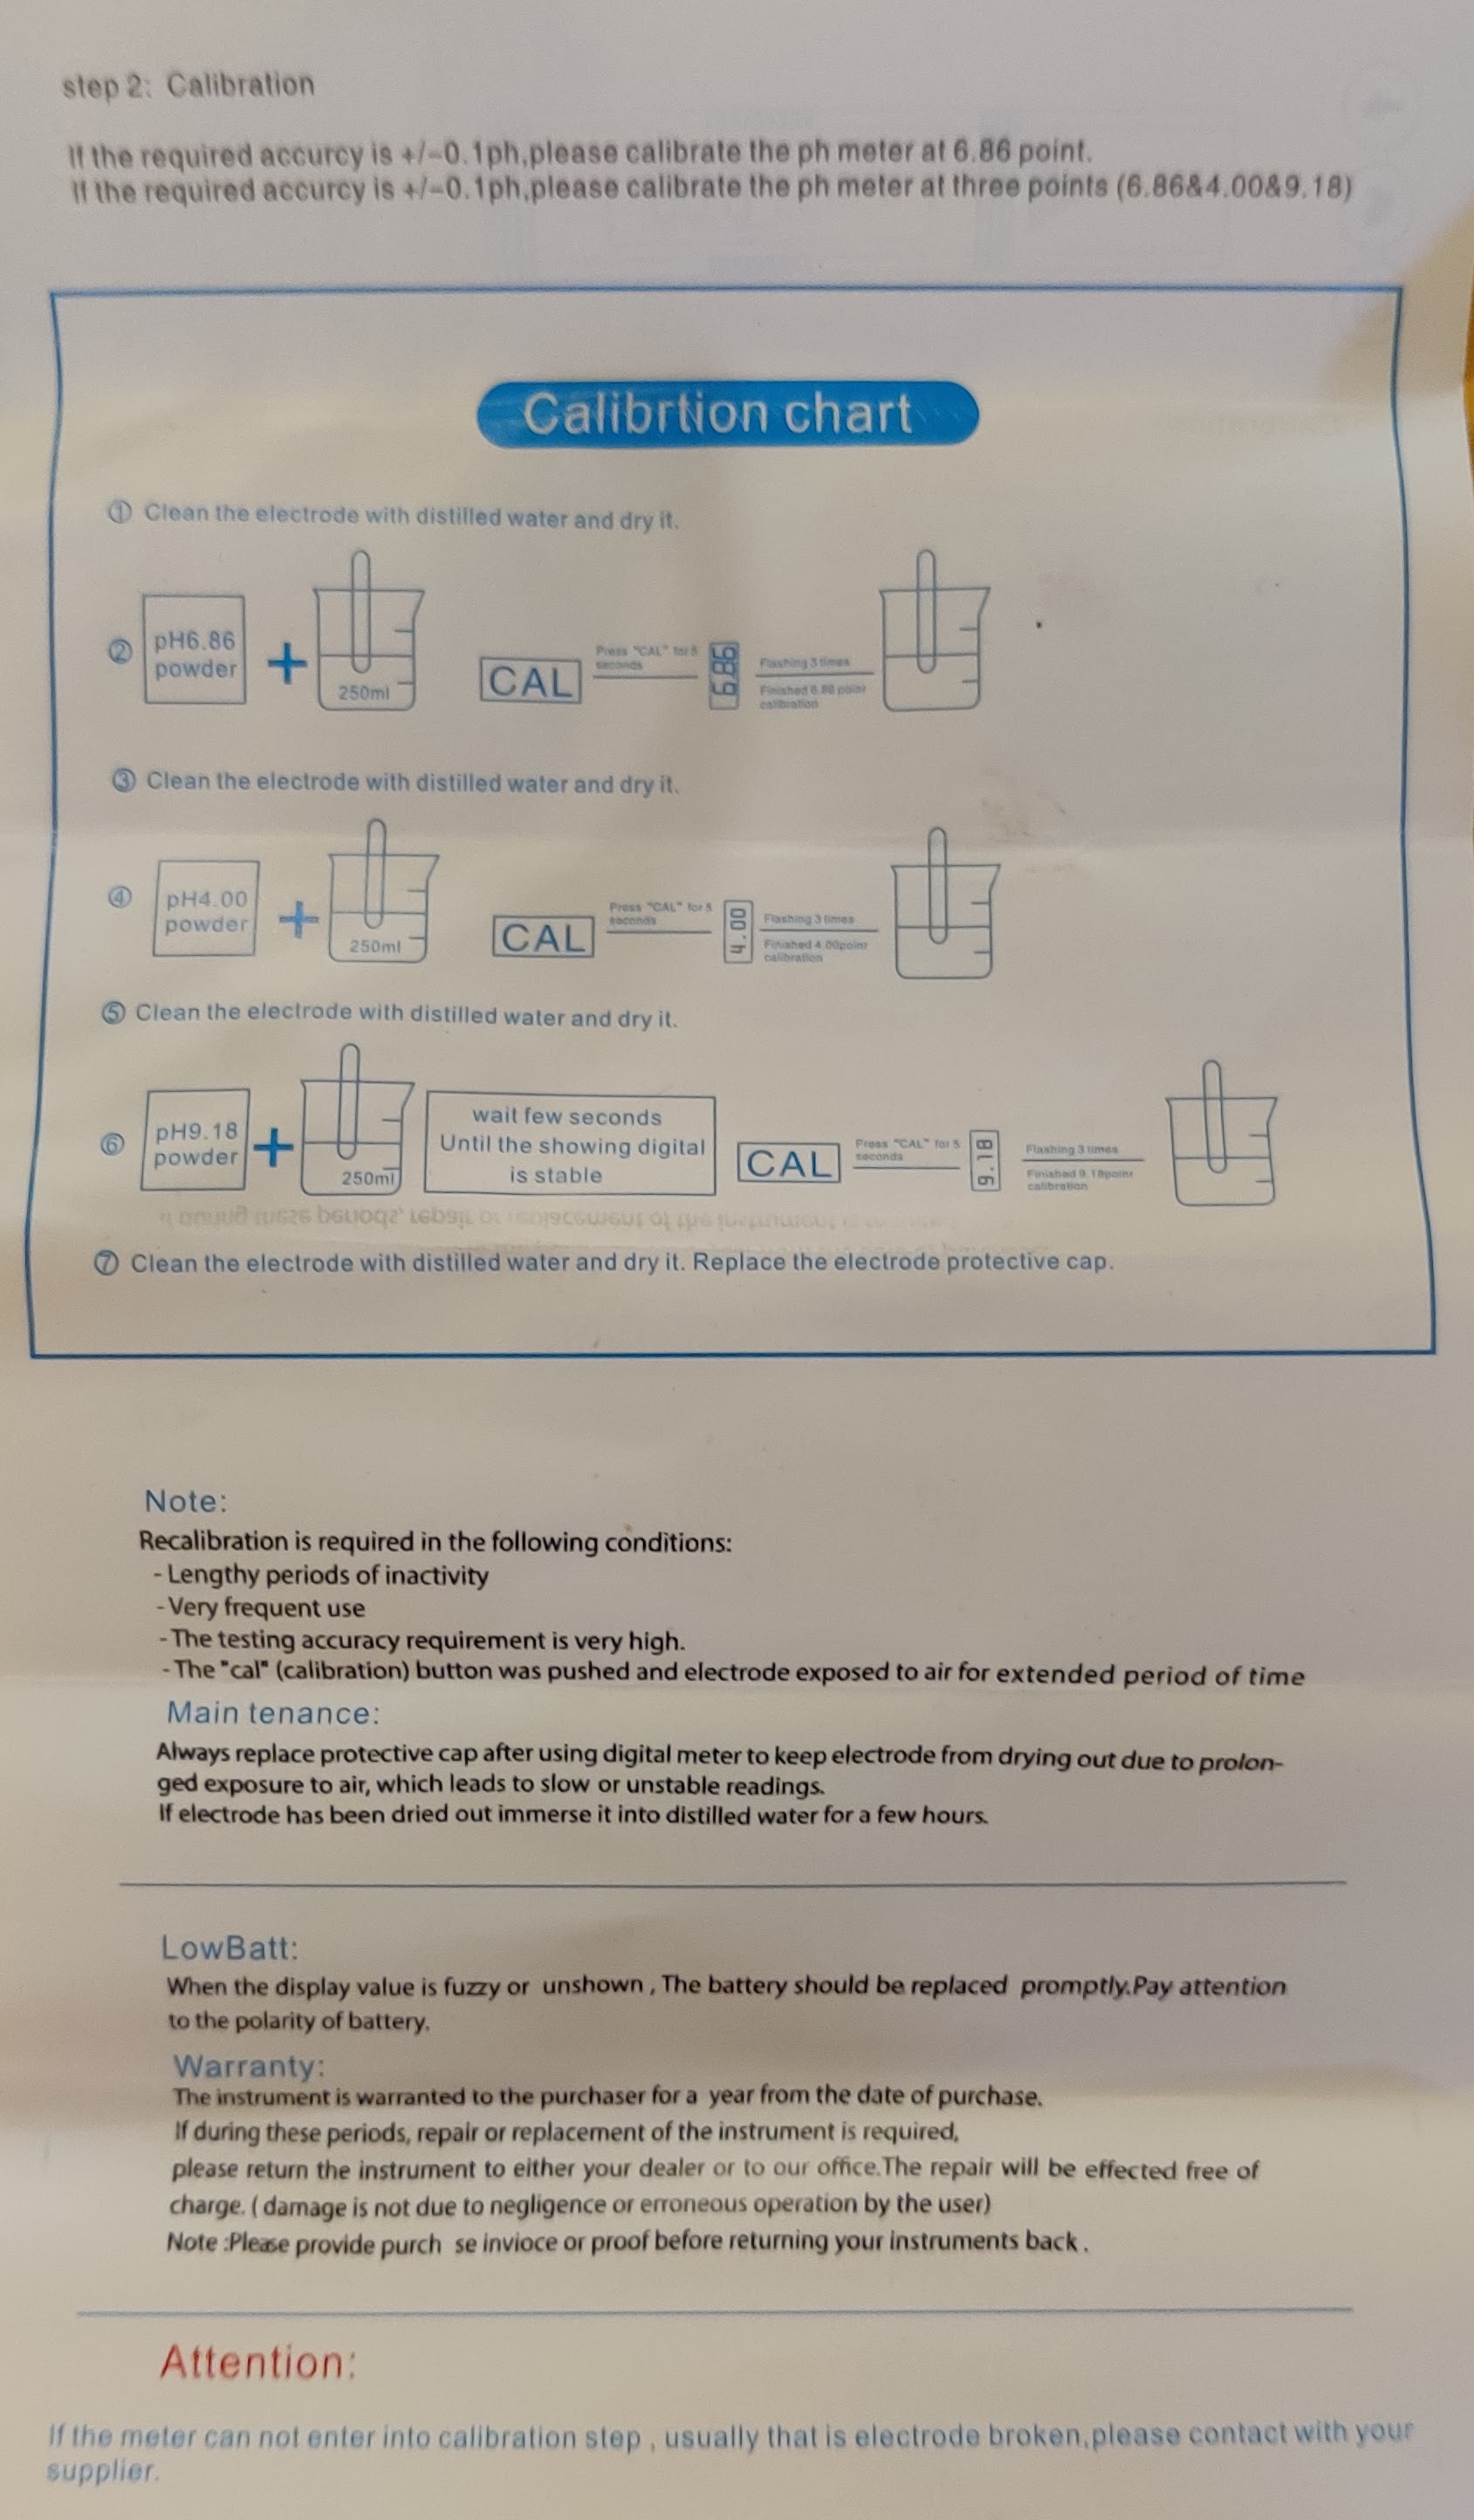 step 2: Calibration
If the required accurcy is +/-0.1ph,please calibrate the ph meter at 6.86 point.
If the required accurcy is +/-0.1ph,please calibrate the ph meter at three points (6.86&4.00&9.18)
Calibrtion chart
① Clean the electrode with distilled water and dry it.
②
pH6.86
powder
+
250ml
CAL
Press "CAL" for 5
seconds
6.86
Flashing 3 times
Finished 6.86 point
calibration
③ Clean the electrode with distilled water and dry it.
④
pH4.00
powder
+
250ml
CAL
Press "CAL" for 5
seconds
4.00
Flashing 3 times
Finished 4.00point
calibration
⑤ Clean the electrode with distilled water and dry it.
⑥
pH9.18
powder
+
250ml
wait few seconds
Until the showing digital
is stable
CAL
Press "CAL" for 5
seconds
9.18
Flashing 3 times
Finished 9.18point
calibration
⑦ Clean the electrode with distilled water and dry it. Replace the electrode protective cap.
Note:
Recalibration is required in the following conditions:
- Lengthy periods of inactivity
- Very frequent use
- The testing accuracy requirement is very high.
- The "cal" (calibration) button was pushed and electrode exposed to air for extended period of time
Main tenance:
Always replace protective cap after using digital meter to keep electrode from drying out due to prolon-
ged exposure to air, which leads to slow or unstable readings.
If electrode has been dried out immerse it into distilled water for a few hours.
LowBatt:
When the display value is fuzzy or unshown , The battery should be replaced promptly.Pay attention
to the polarity of battery.
Warranty:
The instrument is warranted to the purchaser for a year from the date of purchase.
If during these periods, repair or replacement of the instrument is required,
please return the instrument to either your dealer or to our office.The repair will be effected free of
charge. ( damage is not due to negligence or erroneous operation by the user)
Note :Please provide purch se invioce or proof before returning your instruments back .
Attention:
If the meter can not enter into calibration step , usually that is electrode broken,please contact with your
supplier.